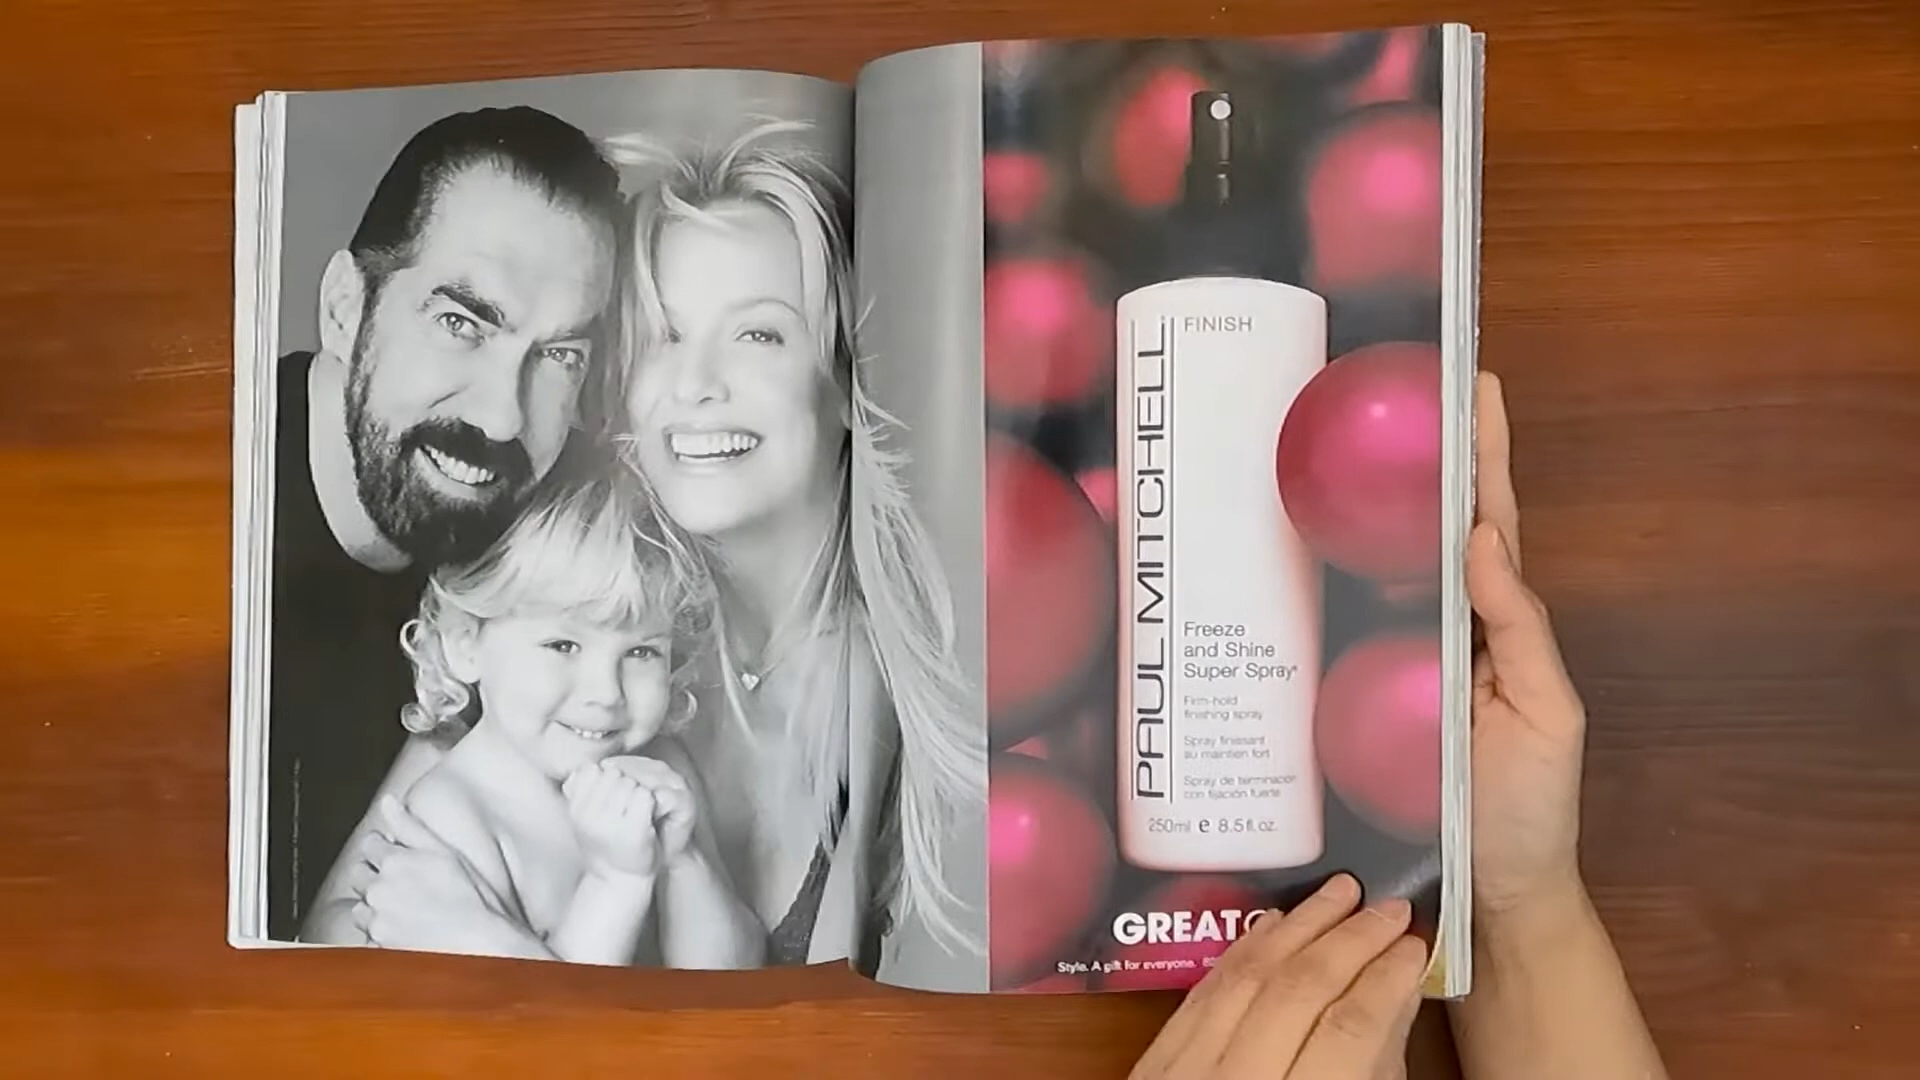 PAUL MITCHELL
FINISH
Freeze
and Shine
Super Spray®
Firm-hold
finishing spray
Spray finissant
au maintien fort
Spray de terminación
con fijación fuerte
250ml e 8.5 fl. oz.
GREAT
Style. A gift for everyone.